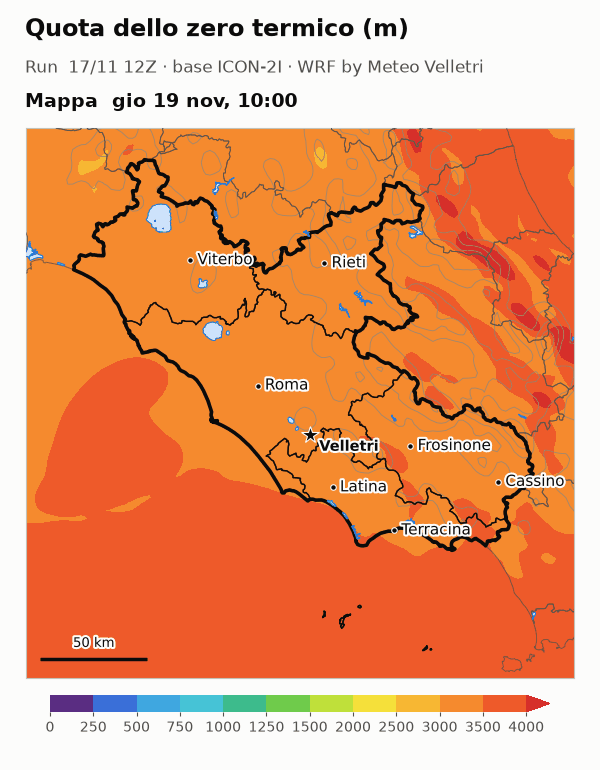 Quota dello zero termico (m)
Run  17/11 12Z · base ICON-2I · WRF by Meteo Velletri
Mappa  gio 19 nov, 10:00
Viterbo
Rieti
Roma
Velletri
Frosinone
Cassino
Latina
Terracina
50 km
0 250 500 750 1000 1250 1500 2000 2500 3000 3500 4000